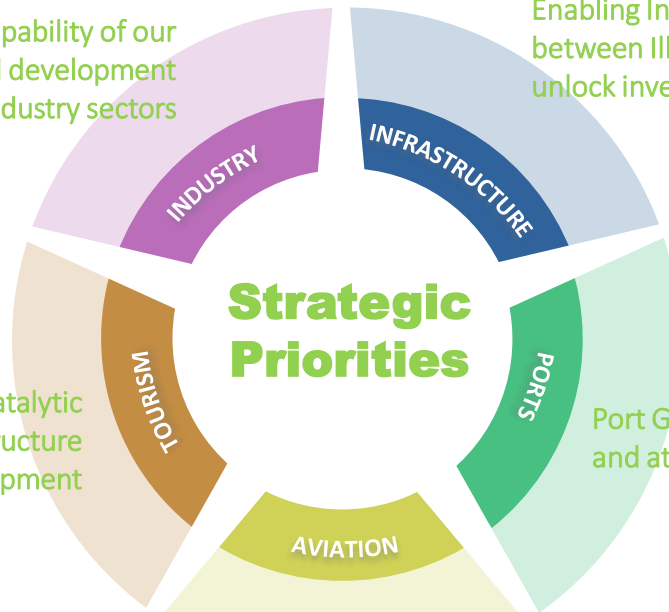 pability of our
development
dustry sectors
Enabling In
between Ill
unlock inve
INDUSTRY
INFRASTRUCTURE
Strategic
Priorities
TOURISM
PORTS
atalytic
ucture
pment
Port G
and at
AVIATION